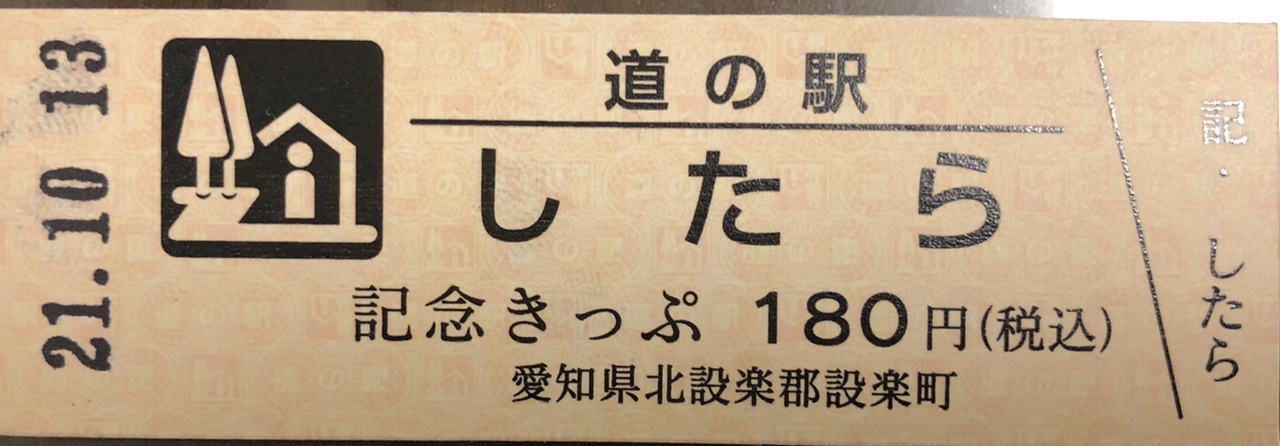 21.10 13
道の駅
したら
記念きっぷ 180円(税込)
愛知県北設楽郡設楽町
記・したら